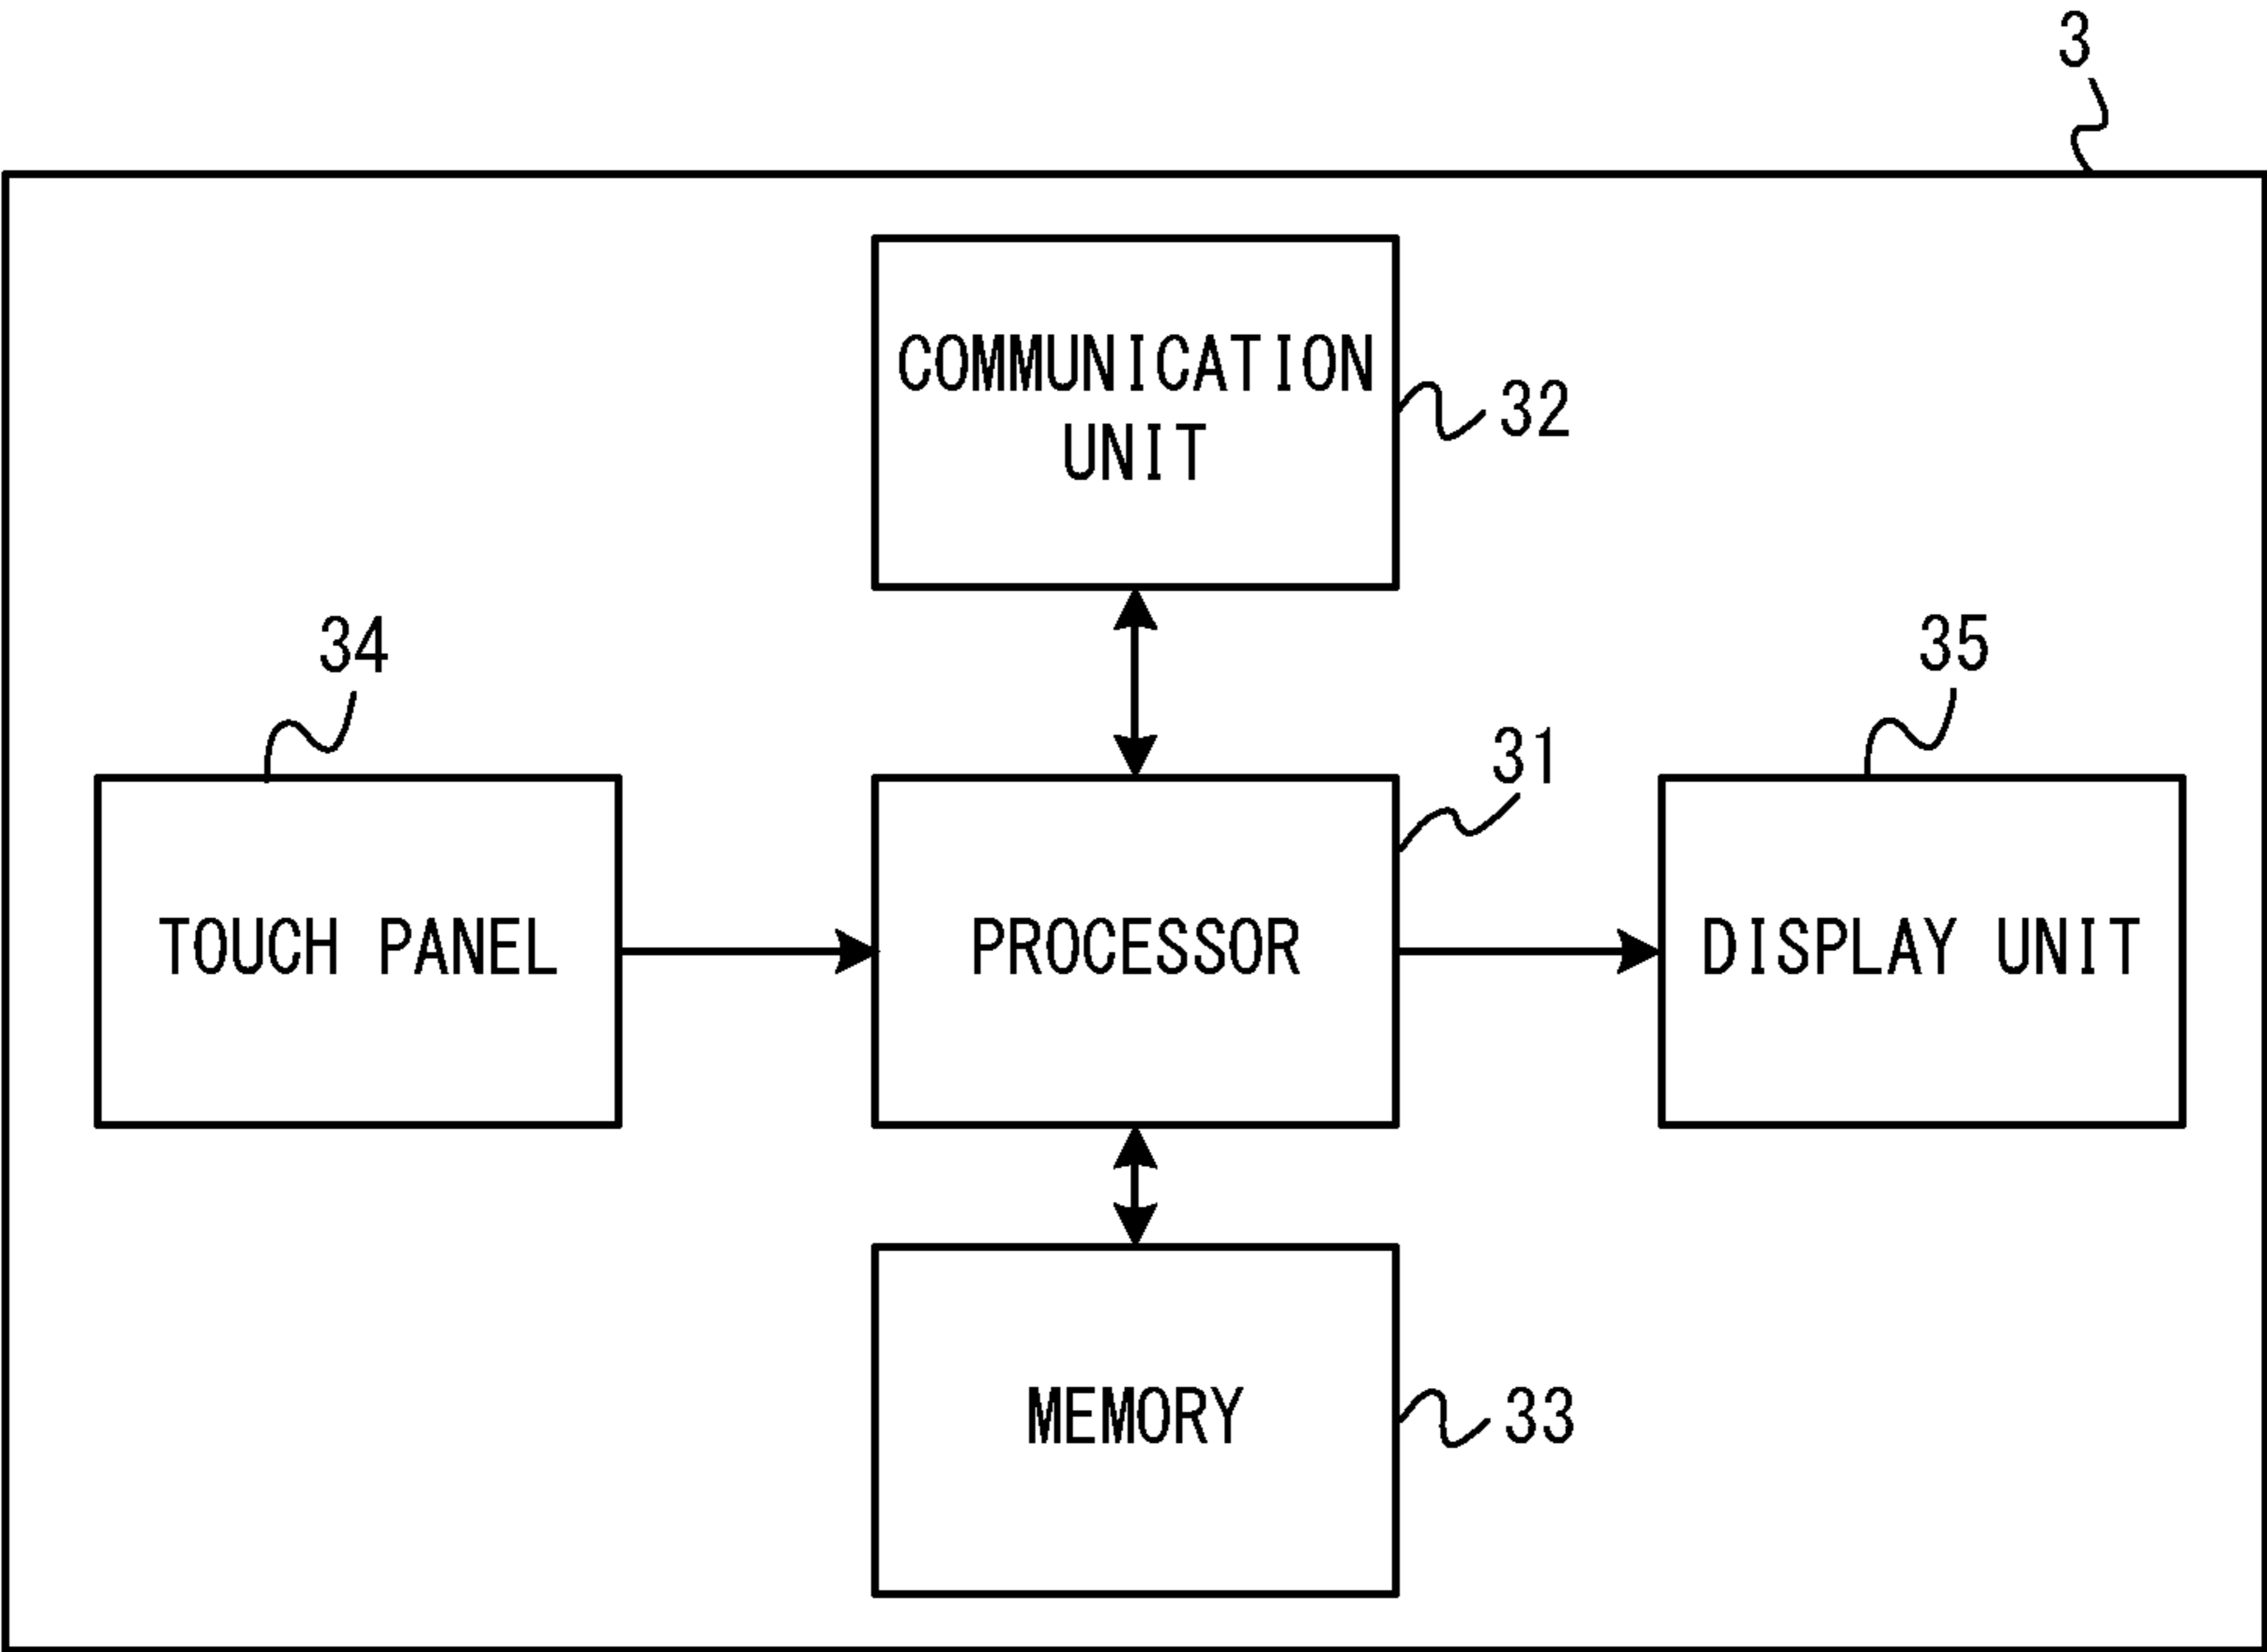 3
COMMUNICATION
UNIT
32
34
35
31
TOUCH PANEL
PROCESSOR
DISPLAY UNIT
MEMORY
33